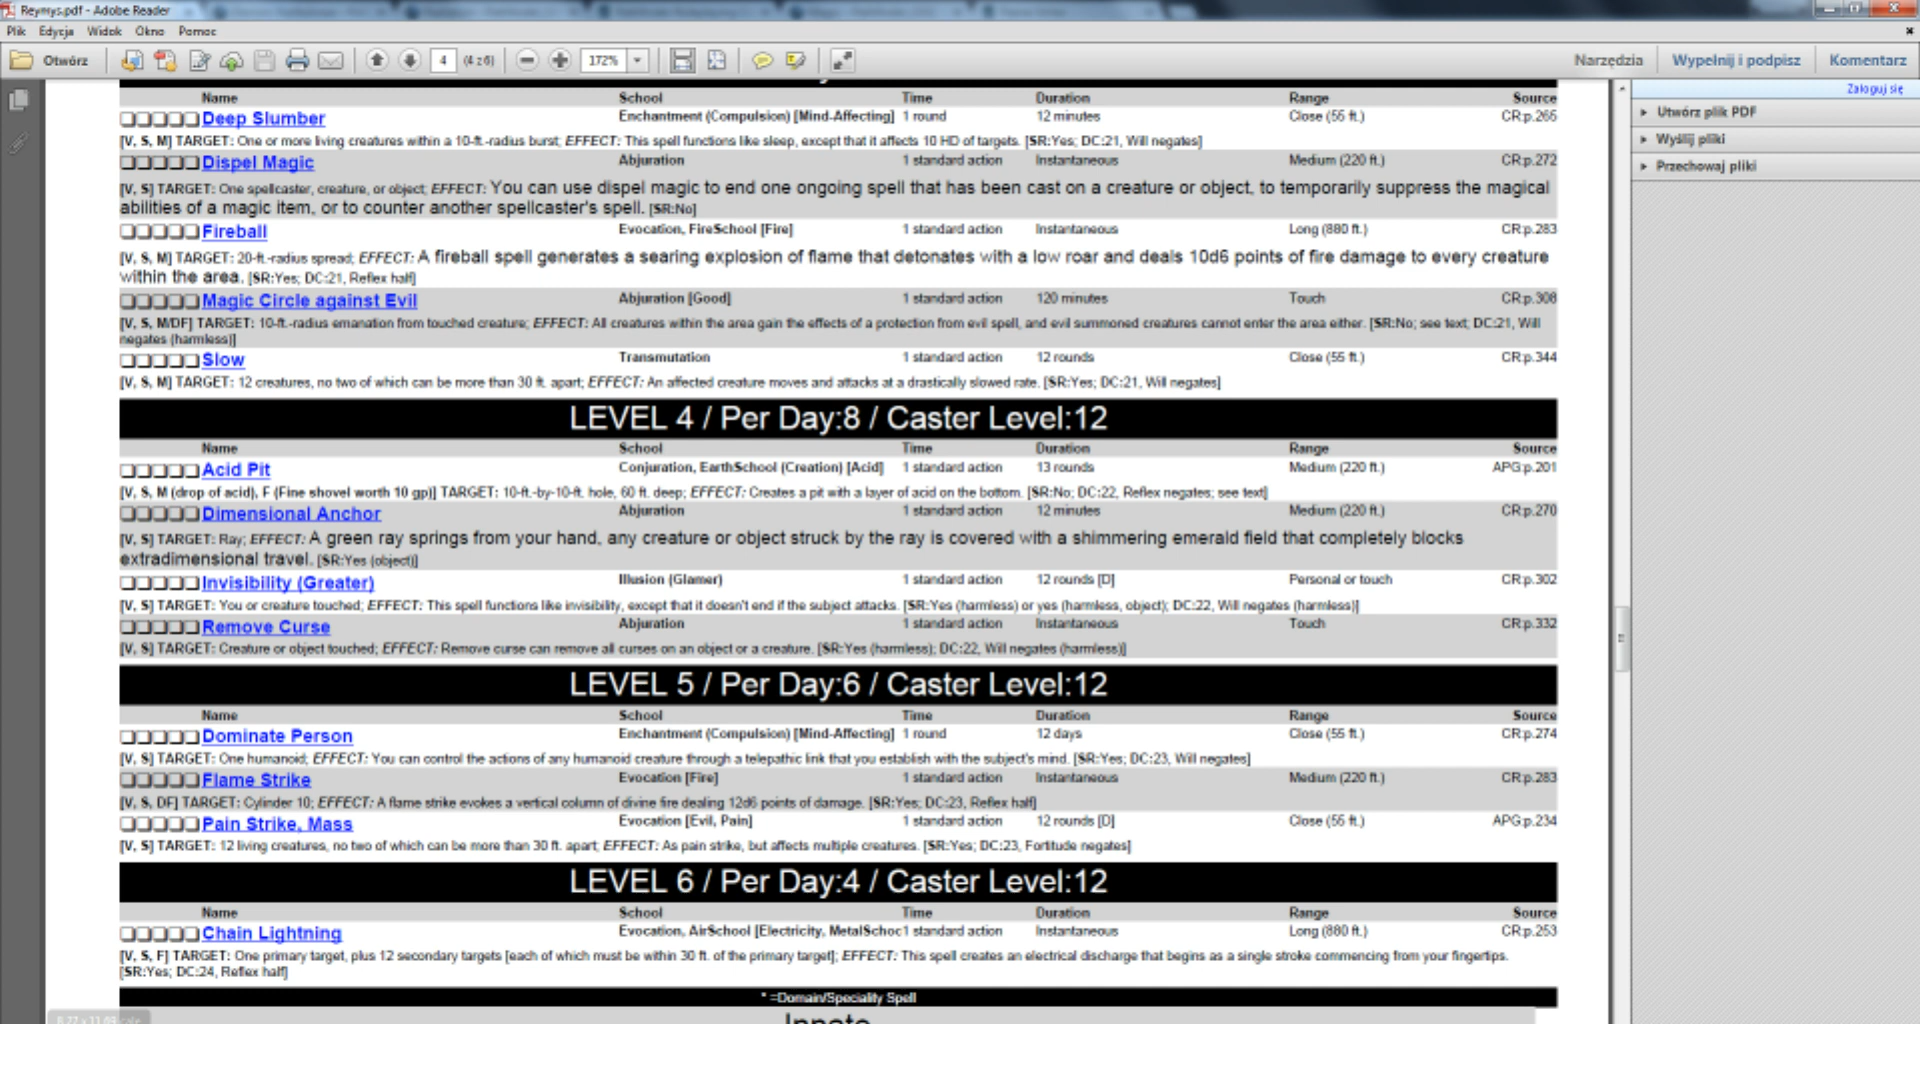 Reymys.pdf - Adobe Reader
Plik Edycja Widok Okno Pomoc
Otwórz 4 (4 z 6) 172% Narzędzia Wypełnij i podpisz Komentarz
Zaloguj się
Utwórz plik PDF
Wyślij pliki
Przechowaj pliki
Name School Time Duration Range Source
Deep Slumber Enchantment (Compulsion) [Mind-Affecting] 1 round 12 minutes Close (55 ft.) CR:p.265
[V, S, M] TARGET: One or more living creatures within a 10-ft.-radius burst; EFFECT: This spell functions like sleep, except that it affects 10 HD of targets. [SR:Yes; DC:21, Will negates]
Dispel Magic Abjuration 1 standard action Instantaneous Medium (220 ft.) CR:p.272
[V, S] TARGET: One spellcaster, creature, or object; EFFECT: You can use dispel magic to end one ongoing spell that has been cast on a creature or object, to temporarily suppress the magical
abilities of a magic item, or to counter another spellcaster's spell. [SR:No]
Fireball Evocation, FireSchool [Fire] 1 standard action Instantaneous Long (880 ft.) CR:p.283
[V, S, M] TARGET: 20-ft.-radius spread; EFFECT: A fireball spell generates a searing explosion of flame that detonates with a low roar and deals 10d6 points of fire damage to every creature
within the area. [SR:Yes; DC:21, Reflex half]
Magic Circle against Evil Abjuration [Good] 1 standard action 120 minutes Touch CR:p.308
[V, S, M/DF] TARGET: 10-ft.-radius emanation from touched creature; EFFECT: All creatures within the area gain the effects of a protection from evil spell, and evil summoned creatures cannot enter the area either. [SR:No; see text; DC:21, Will
negates (harmless)]
Slow Transmutation 1 standard action 12 rounds Close (55 ft.) CR:p.344
[V, S, M] TARGET: 12 creatures, no two of which can be more than 30 ft. apart; EFFECT: An affected creature moves and attacks at a drastically slowed rate. [SR:Yes; DC:21, Will negates]
LEVEL 4 / Per Day:8 / Caster Level:12
Name School Time Duration Range Source
Acid Pit Conjuration, EarthSchool (Creation) [Acid] 1 standard action 13 rounds Medium (220 ft.) APG:p.201
[V, S, M (drop of acid), F (Fine shovel worth 10 gp)] TARGET: 10-ft.-by-10-ft. hole, 60 ft. deep; EFFECT: Creates a pit with a layer of acid on the bottom. [SR:No; DC:22, Reflex negates; see text]
Dimensional Anchor Abjuration 1 standard action 12 minutes Medium (220 ft.) CR:p.270
[V, S] TARGET: Ray; EFFECT: A green ray springs from your hand, any creature or object struck by the ray is covered with a shimmering emerald field that completely blocks
extradimensional travel. [SR:Yes (object)]
Invisibility (Greater) Illusion (Glamer) 1 standard action 12 rounds [D] Personal or touch CR:p.302
[V, S] TARGET: You or creature touched; EFFECT: This spell functions like invisibility, except that it doesn't end if the subject attacks. [SR:Yes (harmless) or yes (harmless, object); DC:22, Will negates (harmless)]
Remove Curse Abjuration 1 standard action Instantaneous Touch CR:p.332
[V, S] TARGET: Creature or object touched; EFFECT: Remove curse can remove all curses on an object or a creature. [SR:Yes (harmless); DC:22, Will negates (harmless)]
LEVEL 5 / Per Day:6 / Caster Level:12
Name School Time Duration Range Source
Dominate Person Enchantment (Compulsion) [Mind-Affecting] 1 round 12 days Close (55 ft.) CR:p.274
[V, S] TARGET: One humanoid; EFFECT: You can control the actions of any humanoid creature through a telepathic link that you establish with the subject's mind. [SR:Yes; DC:23, Will negates]
Flame Strike Evocation [Fire] 1 standard action Instantaneous Medium (220 ft.) CR:p.283
[V, S, DF] TARGET: Cylinder 10; EFFECT: A flame strike evokes a vertical column of divine fire dealing 12d6 points of damage. [SR:Yes; DC:23, Reflex half]
Pain Strike, Mass Evocation [Evil, Pain] 1 standard action 12 rounds [D] Close (55 ft.) APG:p.234
[V, S] TARGET: 12 living creatures, no two of which can be more than 30 ft. apart; EFFECT: As pain strike, but affects multiple creatures. [SR:Yes; DC:23, Fortitude negates]
LEVEL 6 / Per Day:4 / Caster Level:12
Name School Time Duration Range Source
Chain Lightning Evocation, AirSchool [Electricity, MetalSchoc 1 standard action Instantaneous Long (880 ft.) CR:p.253
[V, S, F] TARGET: One primary target, plus 12 secondary targets [each of which must be within 30 ft. of the primary target]; EFFECT: This spell creates an electrical discharge that begins as a single stroke commencing from your fingertips.
[SR:Yes; DC:24, Reflex half]
* =Domain/Speciality Spell
Innate